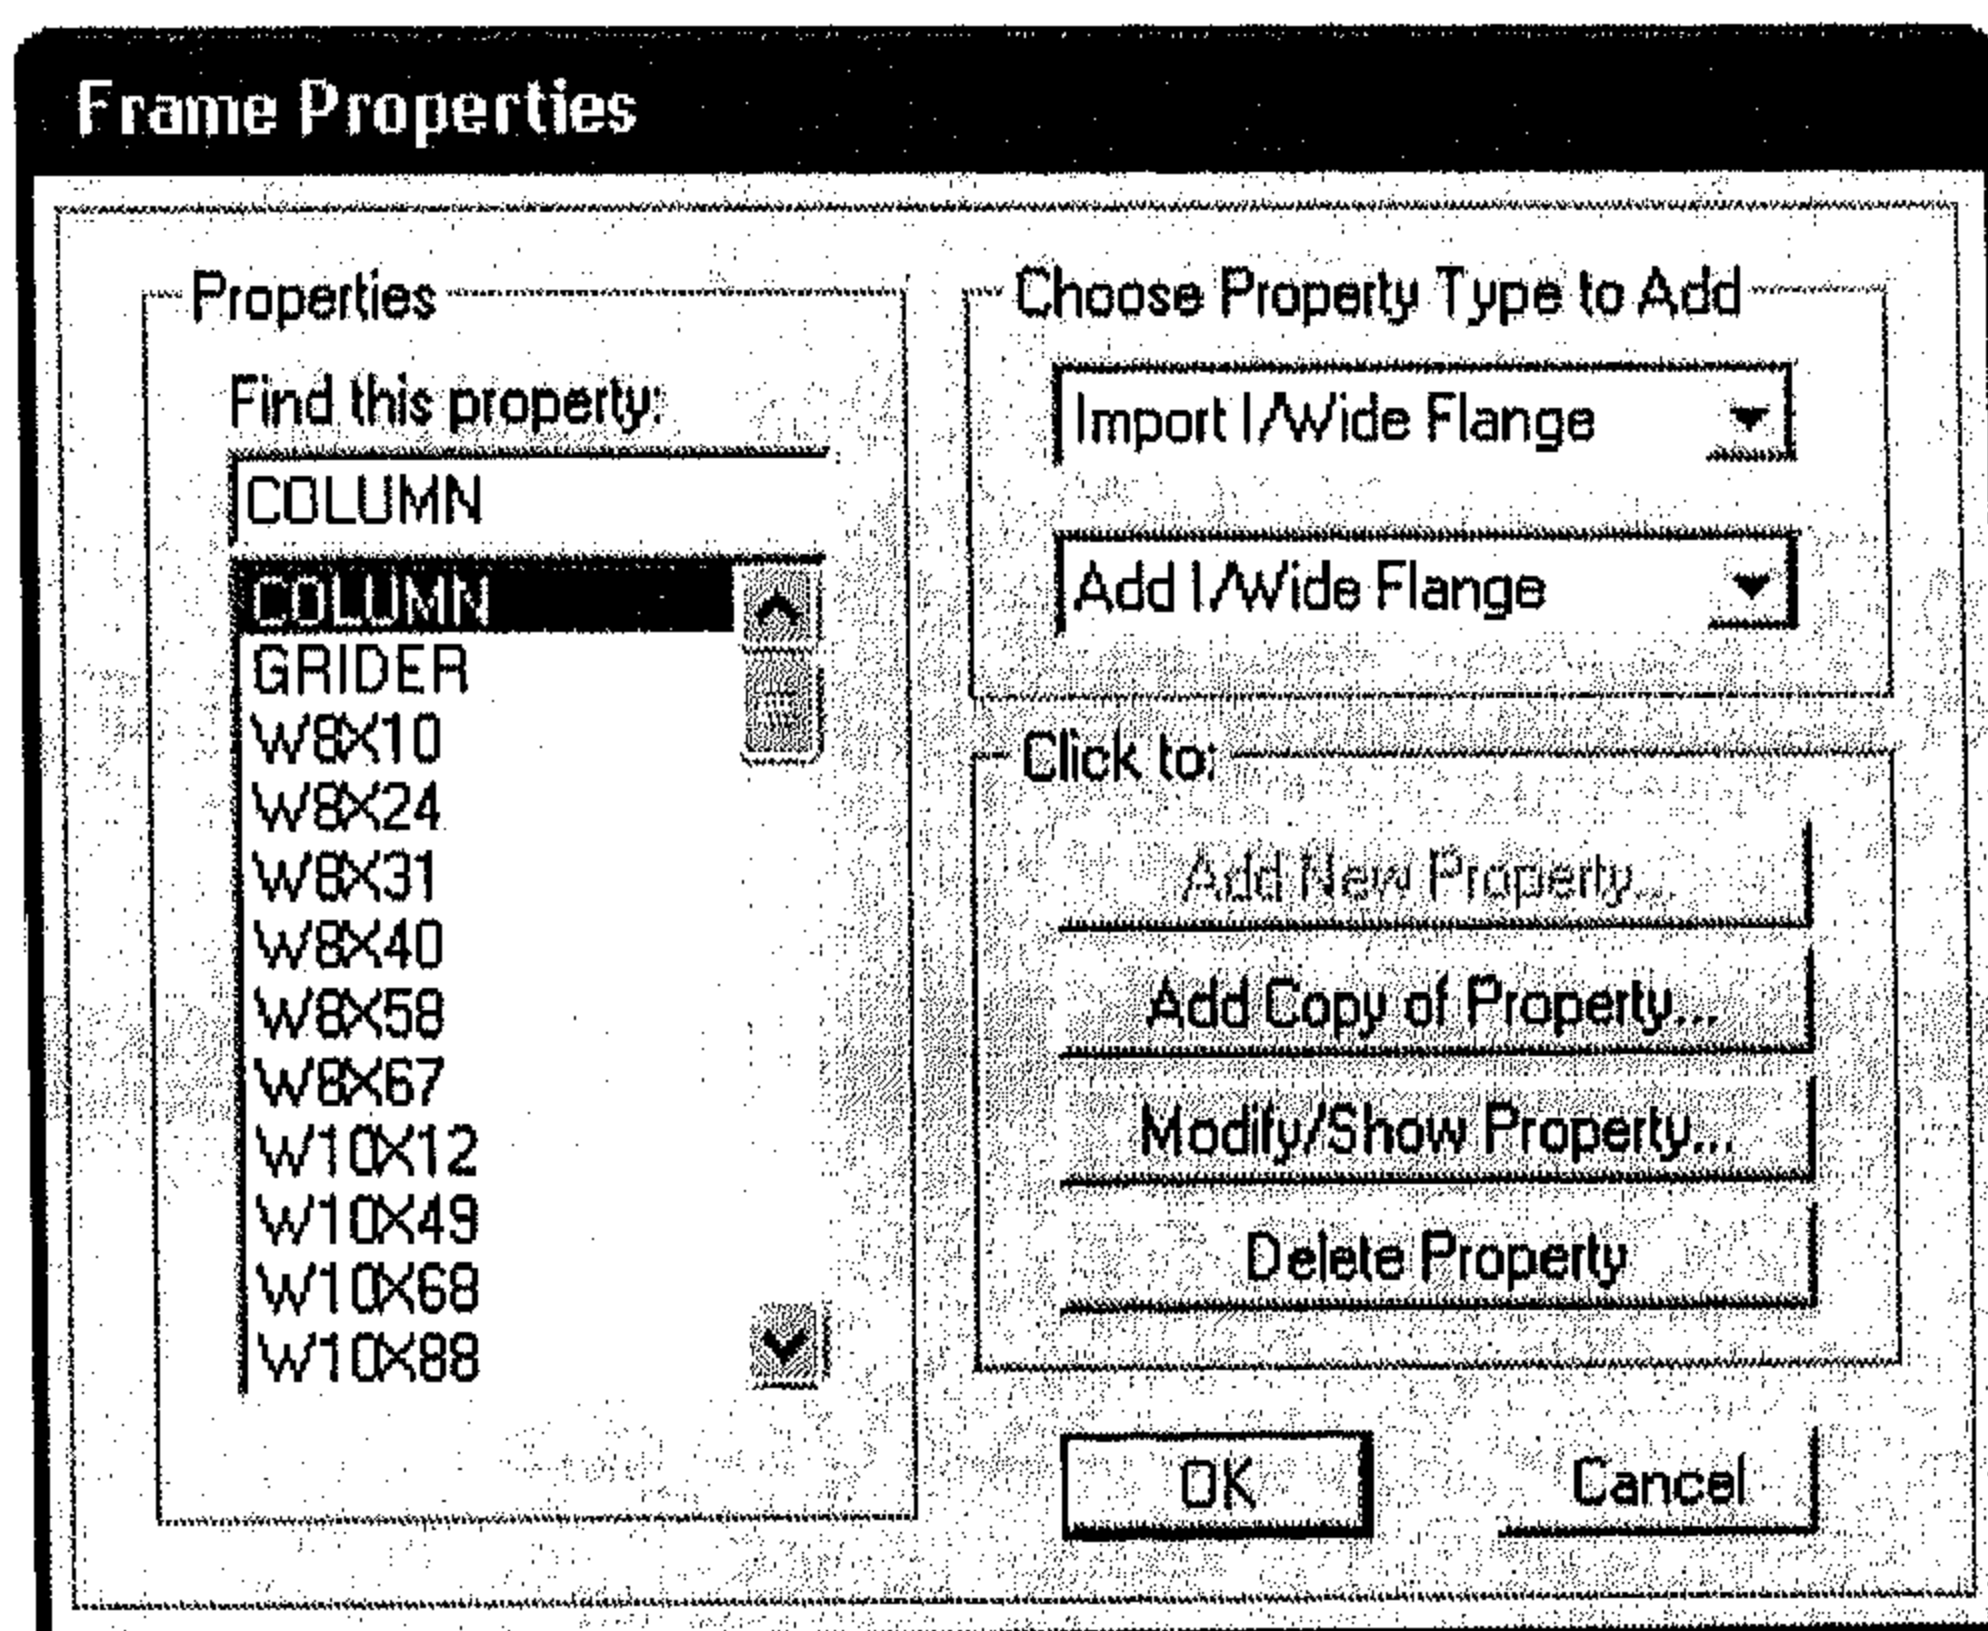 Frame Properties
Properties
Find this property:
COLUMN
COLUMN
GRIDER
W8X10
W8X24
W8X31
W8X40
W8X58
W8X67
W10X12
W10X49
W10X68
W10X88
Choose Property Type to Add
Import I/Wide Flange
Add I/Wide Flange
Click to:
Add New Property...
Add Copy of Property...
Modify/Show Property...
Delete Property
OK
Cancel